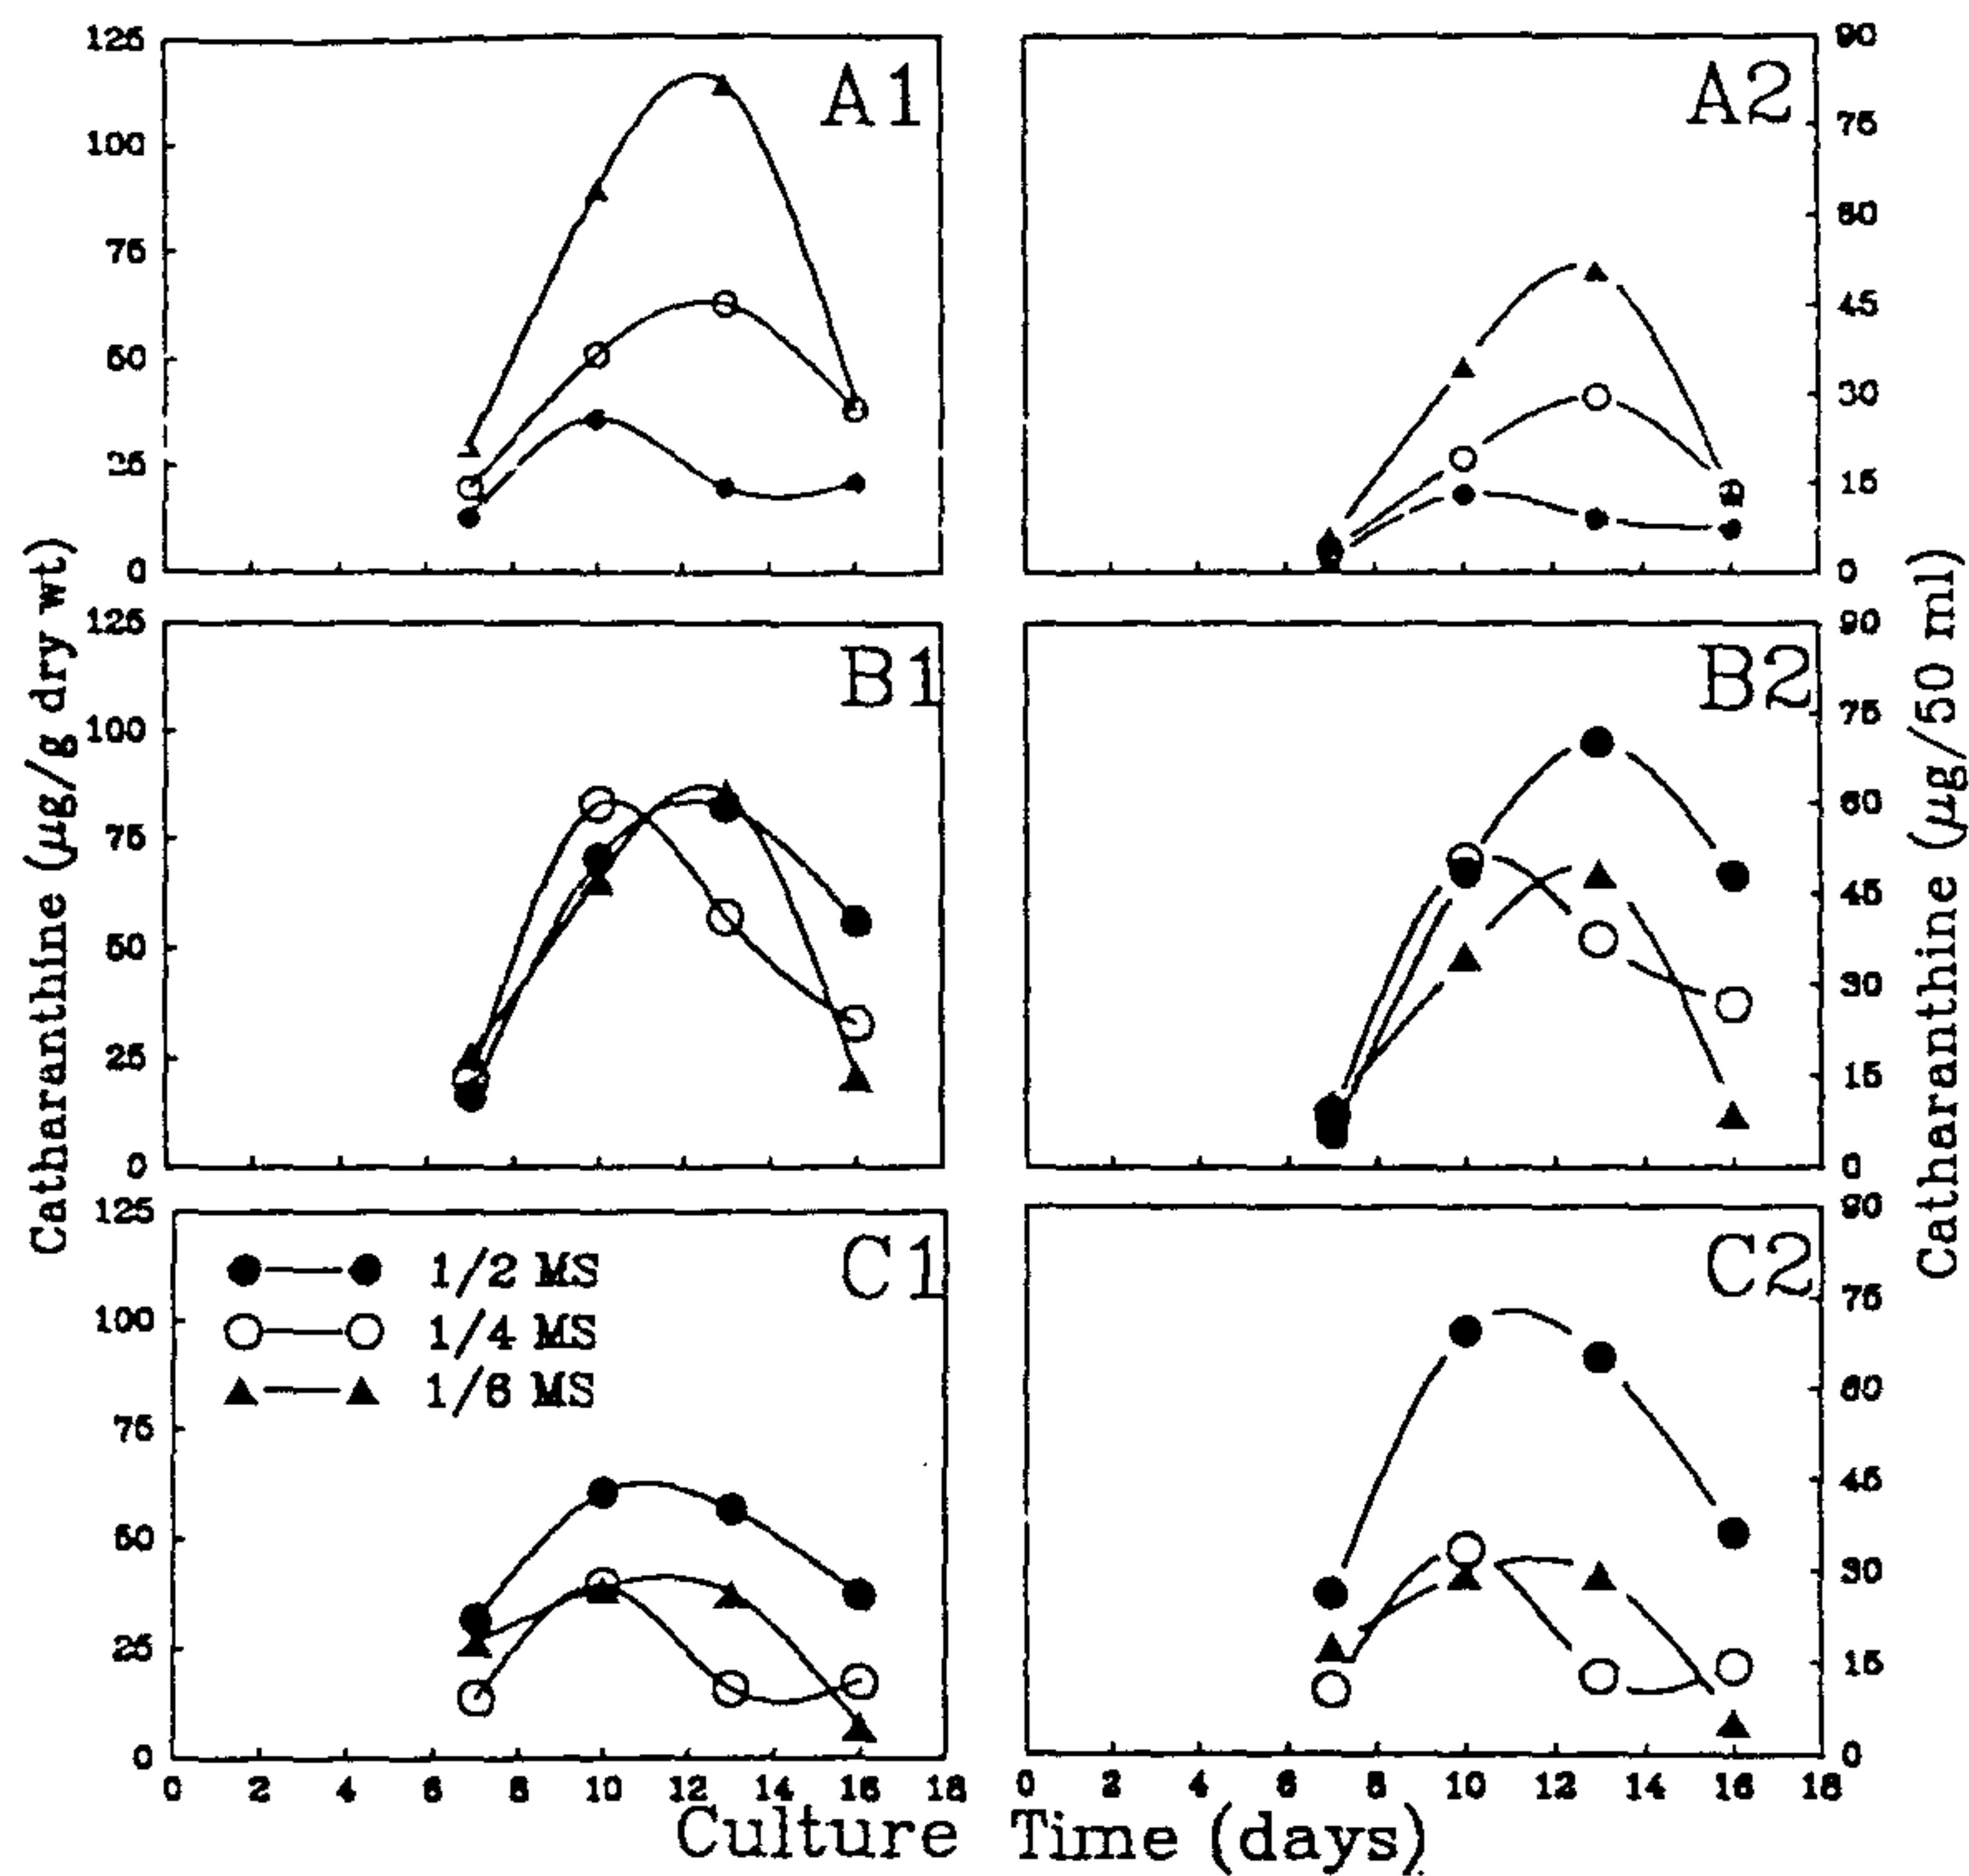 125
100
75
50
25
0
A1
A2
90
75
60
45
30
15
0
125
100
75
50
25
0
B1
B2
90
75
60
45
30
15
0
125
100
75
50
25
0
C1
1/2 MS
1/4 MS
1/6 MS
C2
90
75
60
45
30
15
0
0 2 4 6 8 10 12 14 16 18
0 2 4 6 8 10 12 14 16 18
Culture Time (days)
Catharanthine (μg/g dry wt)
Catharanthine (μg/50 ml)